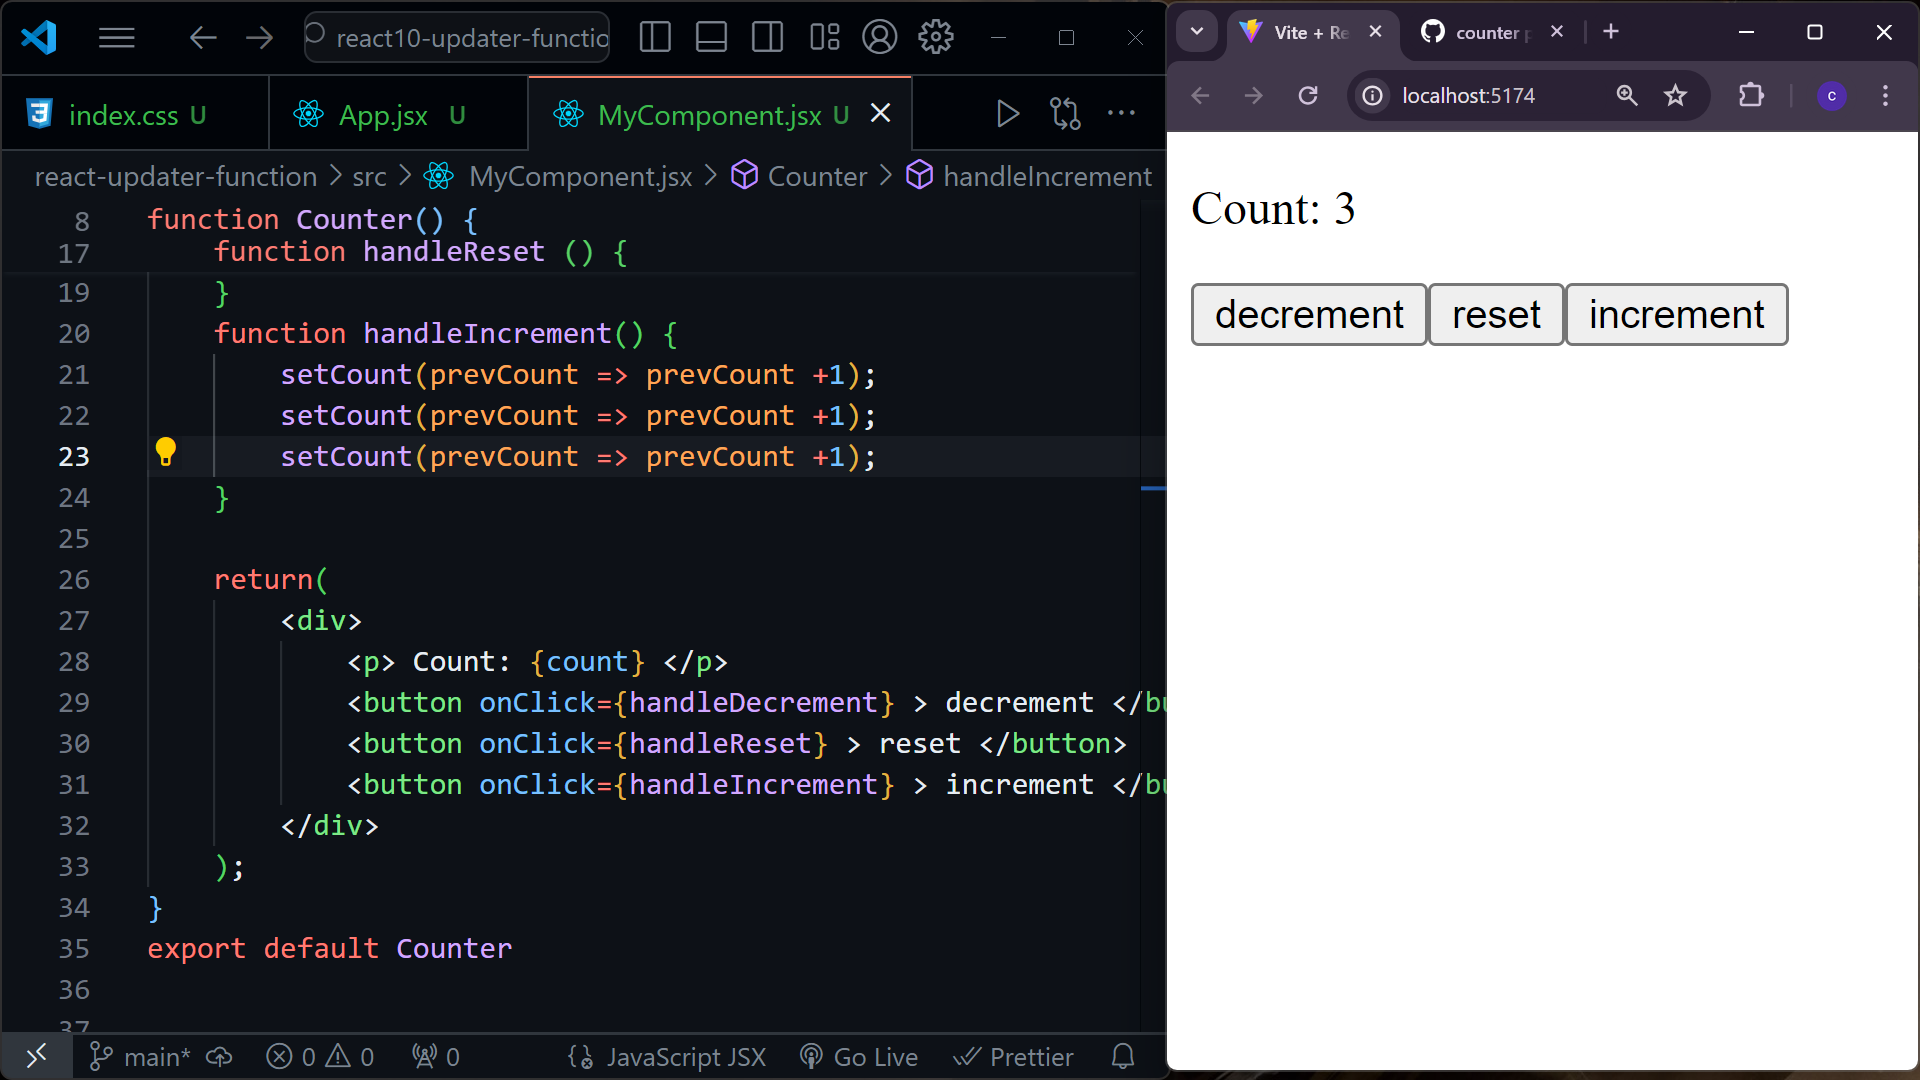 react10-updater-functio
index.css U
App.jsx U
MyComponent.jsx U
react-updater-function > src > MyComponent.jsx > Counter > handleIncrement
8 function Counter() {
17 function handleReset () {
19 }
20 function handleIncrement() {
21 setCount(prevCount => prevCount +1);
22 setCount(prevCount => prevCount +1);
23 setCount(prevCount => prevCount +1);
24 }
25
26 return(
27 <div>
28 <p> Count: {count} </p>
29 <button onClick={handleDecrement} > decrement </bu
30 <button onClick={handleReset} > reset </button>
31 <button onClick={handleIncrement} > increment </bu
32 </div>
33 );
34 }
35 export default Counter
36
37
main* 0 0 0 JavaScript JSX Go Live Prettier
Vite + Re
counter p
localhost:5174
c
Count: 3
decrement reset increment